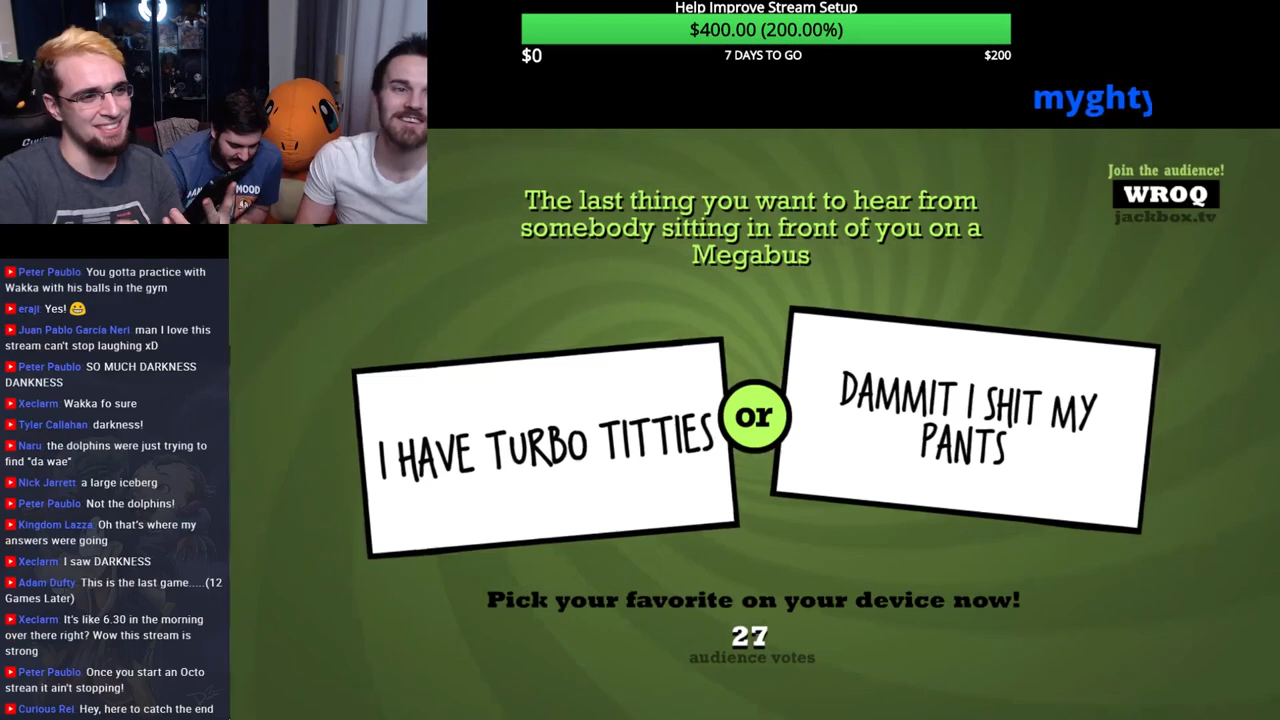 Help Improve Stream Setup
$400.00 (200.00%)
$0
7 DAYS TO GO
$200
myghty
Join the audience!
WROQ
jackbox.tv
The last thing you want to hear from
somebody sitting in front of you on a
Megabus
I HAVE TURBO TITTIES
or
DAMMIT I SHIT MY
PANTS
Pick your favorite on your device now!
27
audience votes
Peter Paublo You gotta practice with
Wakka with his balls in the gym
eraji Yes! 😄
Juan Pablo García Neri man I love this
stream can't stop laughing xD
Peter Paublo SO MUCH DARKNESS
DANKNESS
Xeclarm Wakka fo sure
Tyler Callahan darkness!
Naru the dolphins were just trying to
find "da wae"
Nick Jarrett a large iceberg
Peter Paublo Not the dolphins!
Kingdom Lazza Oh that's where my
answers were going
Xeclarm I saw DARKNESS
Adam Dufty This is the last game.....(12
Games Later)
Xeclarm It's like 6.30 in the morning
over there right? Wow this stream is
strong
Peter Paublo Once you start an Octo
strean it ain't stopping!
Curious Rei Hey, here to catch the end